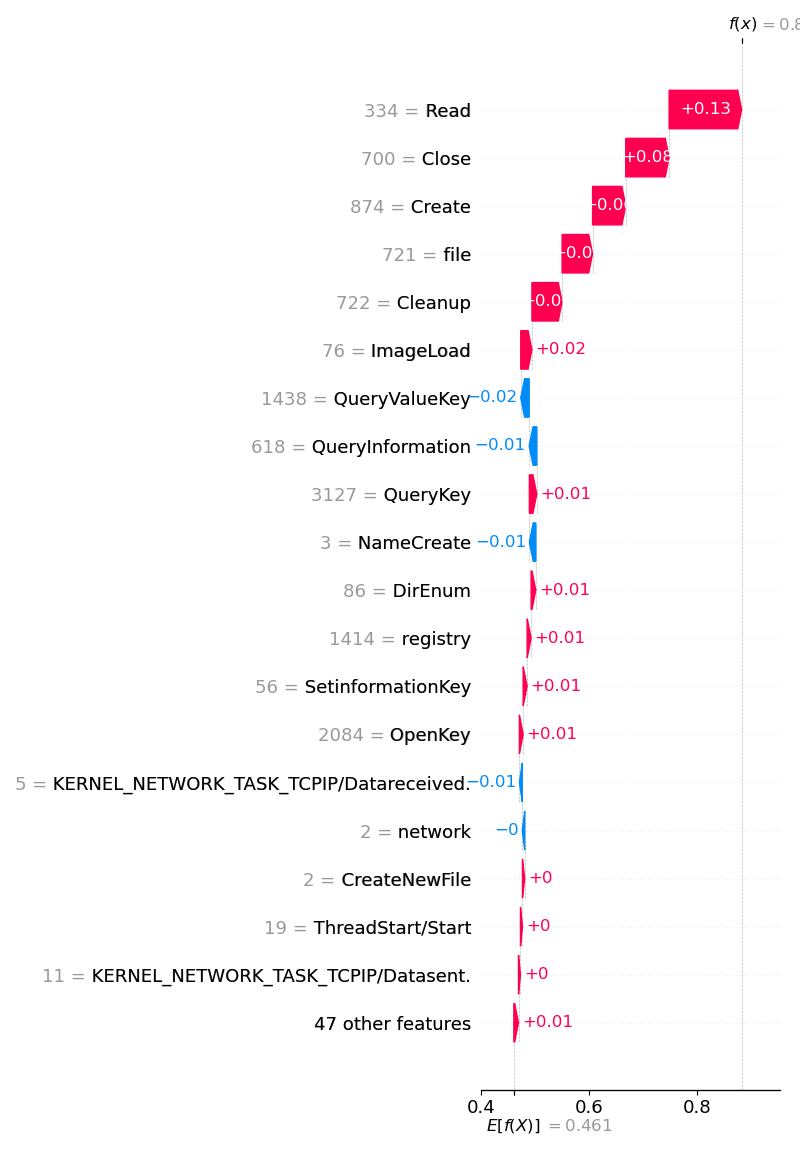 f(x) = 0.8
334 = Read
+0.13
700 = Close
+0.08
874 = Create
721 = file
722 = Cleanup
76 = ImageLoad
+0.02
1438 = QueryValueKey
−0.02
618 = QueryInformation
−0.01
3127 = QueryKey
+0.01
3 = NameCreate
−0.01
86 = DirEnum
+0.01
1414 = registry
+0.01
56 = SetinformationKey
+0.01
2084 = OpenKey
+0.01
5 = KERNEL_NETWORK_TASK_TCPIP/Datareceived.
−0.01
2 = network
−0
2 = CreateNewFile
+0
19 = ThreadStart/Start
+0
11 = KERNEL_NETWORK_TASK_TCPIP/Datasent.
+0
47 other features
+0.01
0.4 0.6 0.8
E[f(X)] = 0.461